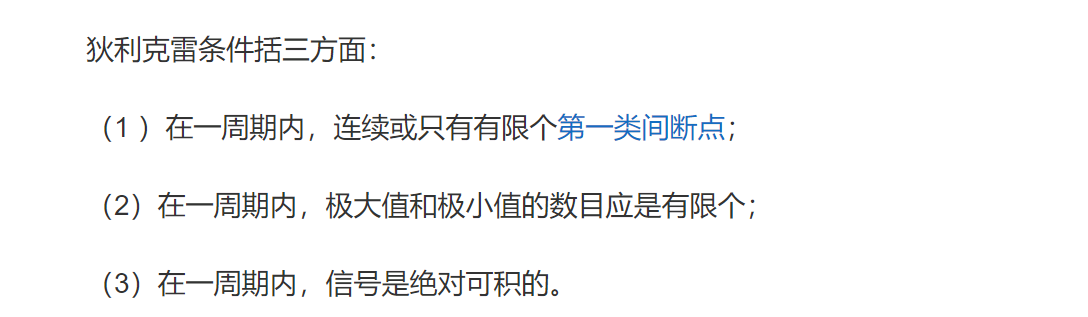 狄利克雷条件括三方面：
（1 ）在一周期内，连续或只有有限个第一类间断点；
（2）在一周期内，极大值和极小值的数目应是有限个；
（3）在一周期内，信号是绝对可积的。